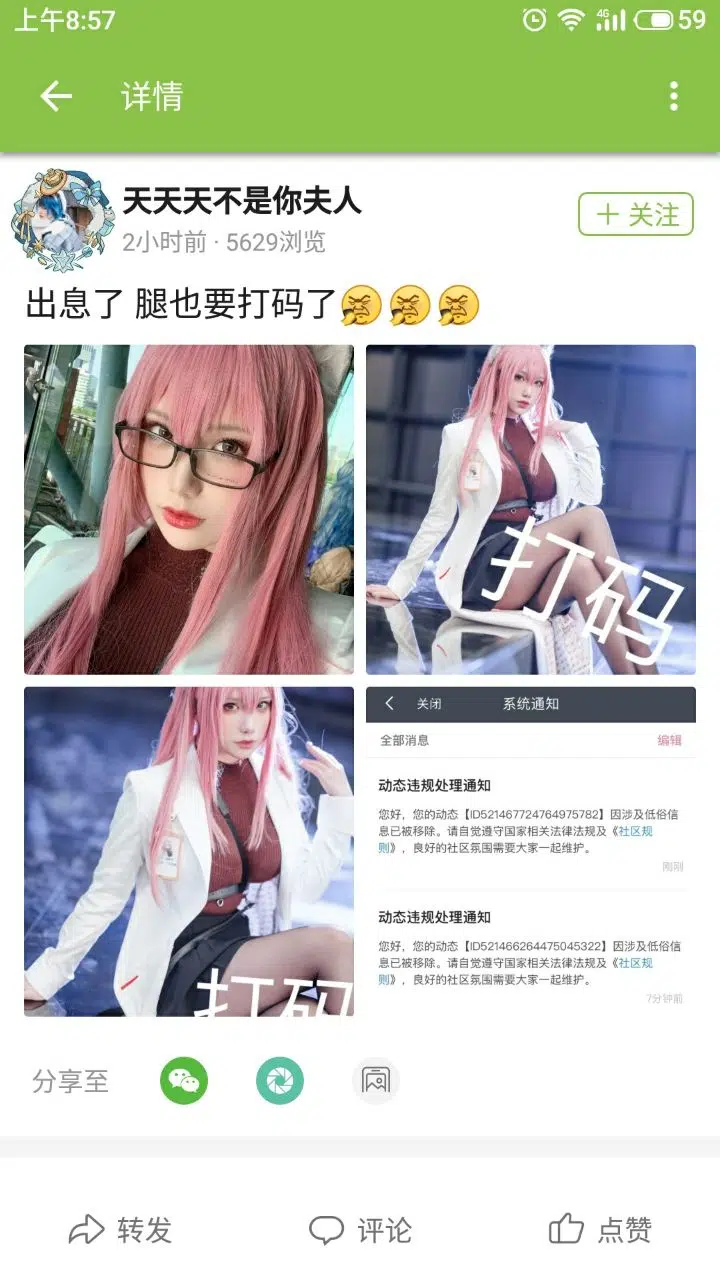 上午8:57
4G
59
详情
天天天不是你夫人
2小时前 · 5629浏览
+ 关注
出息了 腿也要打码了
打码
打码
关闭
系统通知
全部消息
编辑
动态违规处理通知
您好，您的动态【ID521467724764975782】因涉及低俗信
息已被移除。请自觉遵守国家相关法律法规及《社区规
则》，良好的社区氛围需要大家一起维护。
刚刚
动态违规处理通知
您好，您的动态【ID521466264475045322】因涉及低俗信
息已被移除。请自觉遵守国家相关法律法规及《社区规
则》，良好的社区氛围需要大家一起维护。
7分钟前
分享至
转发
评论
点赞